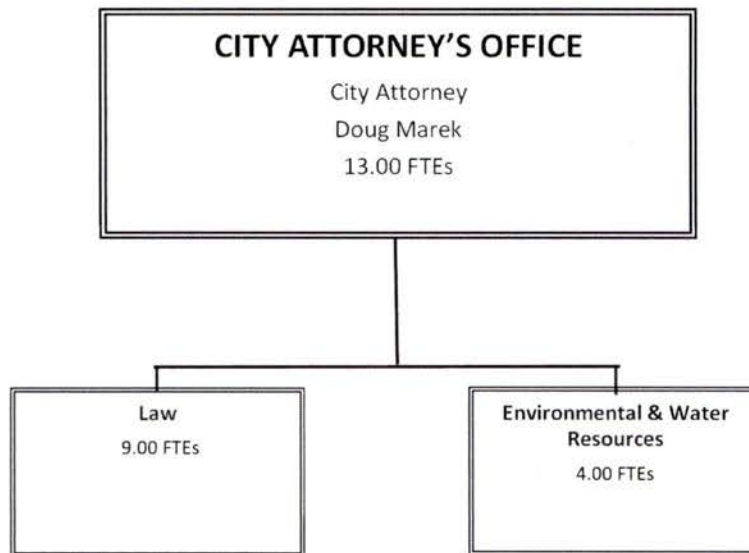 CITY ATTORNEY'S OFFICE
City Attorney
Doug Marek
13.00 FTEs
Law
9.00 FTEs
Environmental & Water
Resources
4.00 FTEs